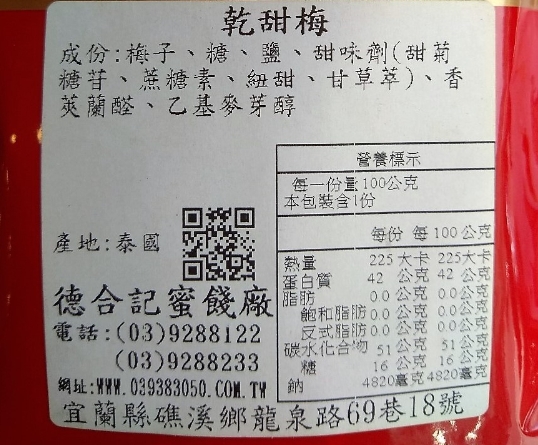 乾甜梅
成份:梅子、糖、鹽、甜味劑(甜菊
糖苷、蔗糖素、紐甜、甘草萃)、香
莢蘭醛、乙基麥芽醇
營養標示
每一份量100公克
本包裝含1份
每份 每100公克
熱量 225大卡 225大卡
蛋白質 42 公克 42 公克
脂肪 0.0 公克 0.0 公克
飽和脂肪 0.0 公克 0.0 公克
反式脂肪 0.0 公克 0.0 公克
碳水化合物 51 公克 51 公克
糖 16 公克 16 公克
鈉 4820毫克 4820毫克
產地:泰國
德合記蜜餞廠
電話:(03)9288122
(03)9288233
網址:WWW.039383050.COM.TW
宜蘭縣礁溪鄉龍泉路69巷18號